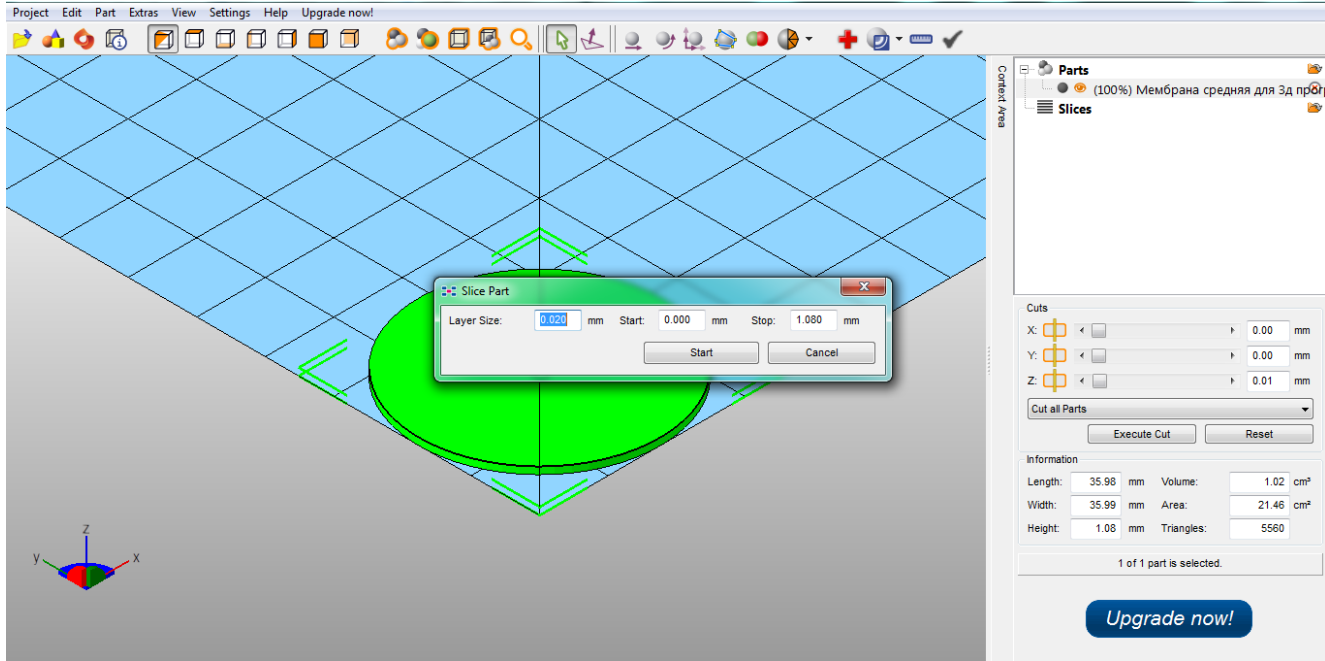 Project Edit Part Extras View Settings Help Upgrade now!
Context Area
Parts
(100%) Мембрана средняя для 3д
Slices
Slice Part
Layer Size: 0.020 mm Start: 0.000 mm Stop: 1.080 mm
Start Cancel
z
y
x
Cuts
X: 0.00 mm
Y: 0.00 mm
Z: 0.01 mm
Cut all Parts
Execute Cut Reset
Information
Length: 35.98 mm Volume: 1.02 cm³
Width: 35.99 mm Area: 21.46 cm²
Height: 1.08 mm Triangles: 5560
1 of 1 part is selected.
Upgrade now!